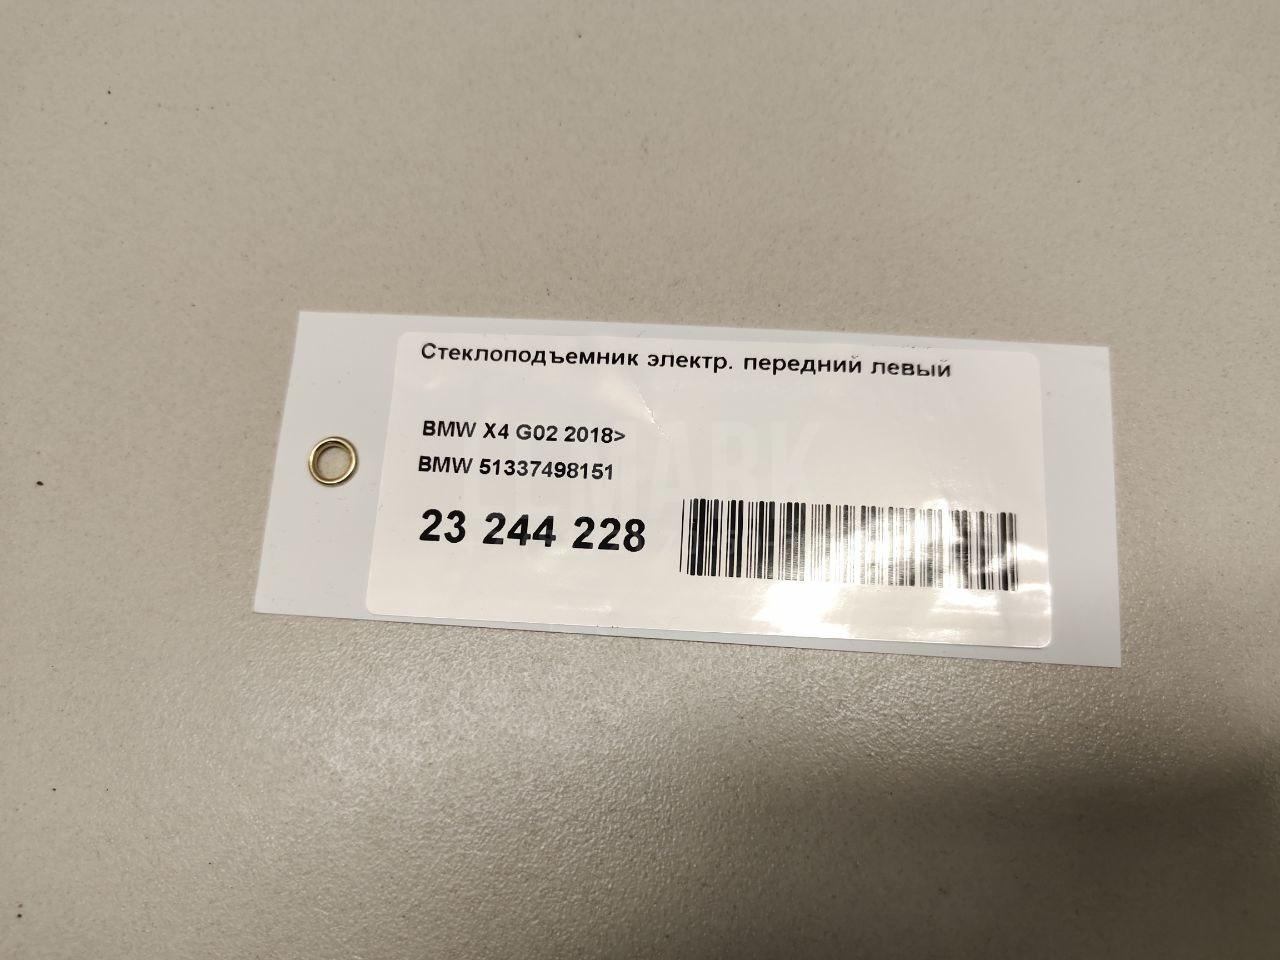 Стеклоподъемник электр. передний левый
BMW X4 G02 2018>
BMW 51337498151
23 244 228